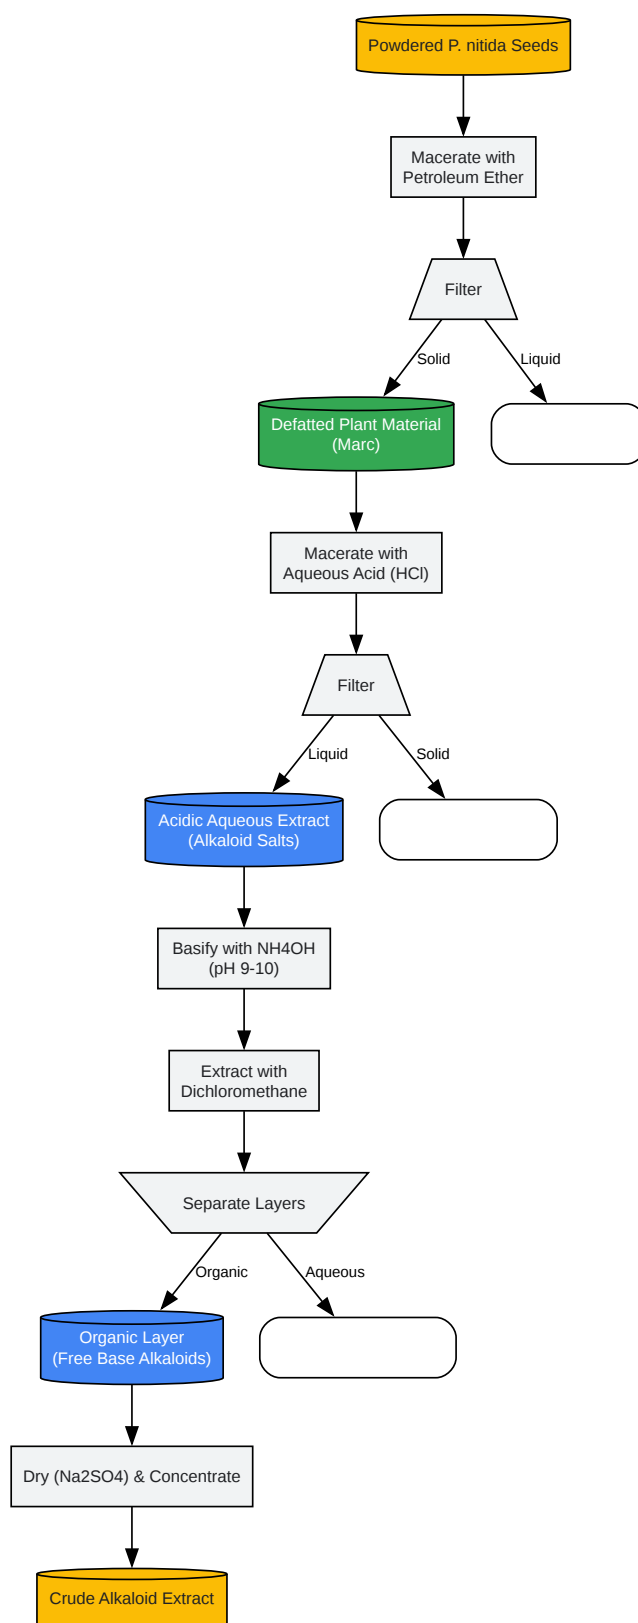 Powdered P. nitida Seeds
Macerate with
Petroleum Ether
Filter
Solid
Liquid
Defatted Plant Material
(Marc)
Macerate with
Aqueous Acid (HCl)
Filter
Liquid
Solid
Acidic Aqueous Extract
(Alkaloid Salts)
Basify with NH4OH
(pH 9-10)
Extract with
Dichloromethane
Separate Layers
Organic
Aqueous
Organic Layer
(Free Base Alkaloids)
Dry (Na2SO4) & Concentrate
Crude Alkaloid Extract